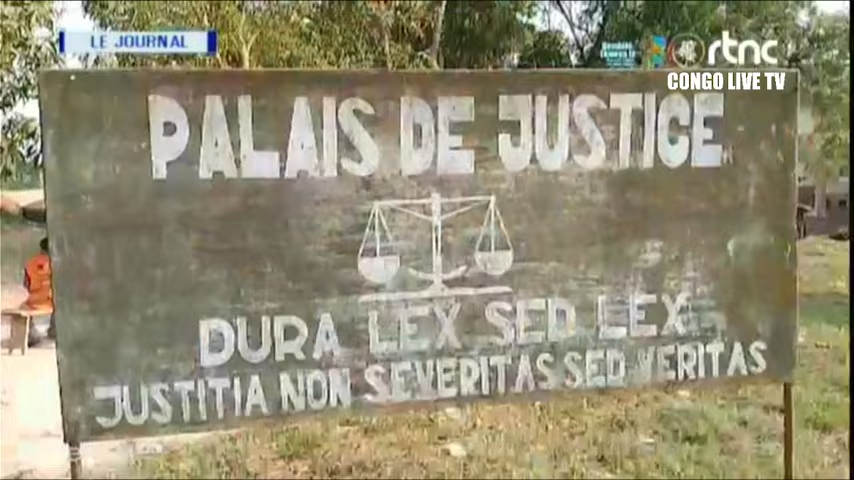 LE JOURNAL
rtnc
CONGO LIVE TV
PALAIS DE JUSTICE
DURA LEX SED LEX
JUSTITIA NON SEVERITAS SED VERITAS